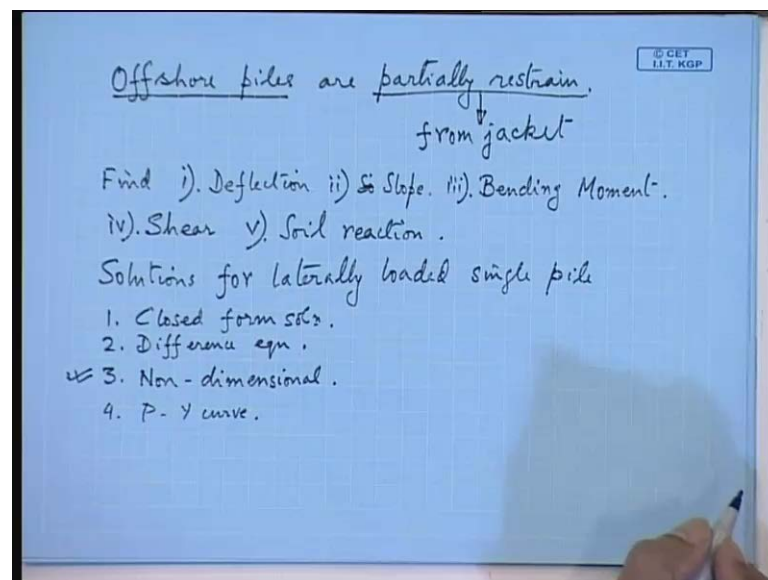 © CET
I.I.T. KGP
Offshore piles are partially restrain.
from jacket
Find i). Deflection ii) So Slope. iii). Bending Moment.
iv). Shear v). Soil reaction.
Solutions for laterally loaded single pile
1. Closed form soln.
2. Difference eqn.
3. Non-dimensional.
4. P-Y curve.